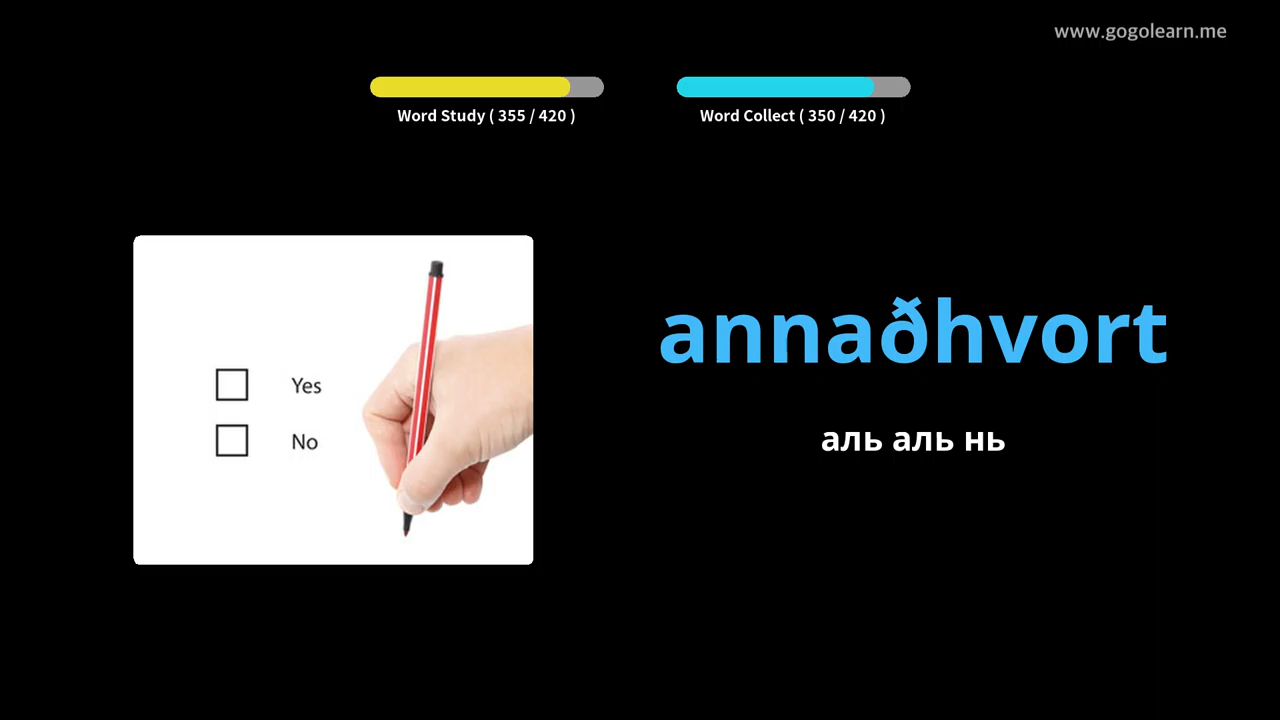 www.gogolearn.me
Word Study ( 355 / 420 )
Word Collect ( 350 / 420 )
Yes
No
annaðhvort
аль аль нь